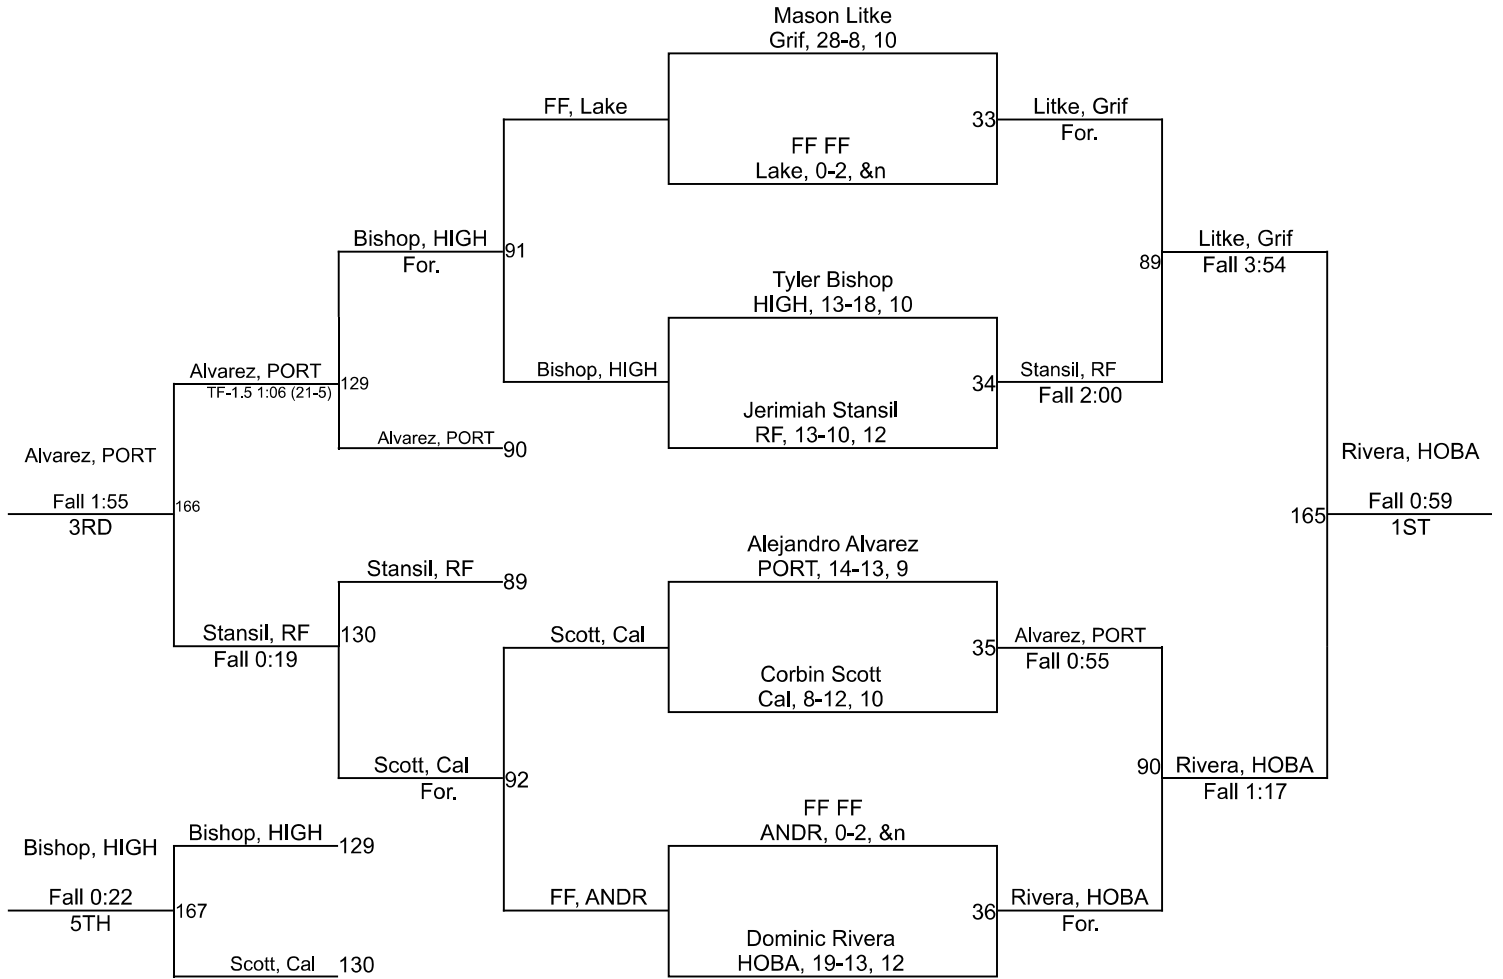 Mason Litke
Grif, 28-8, 10
FF, Lake
33
Litke, Grif
For.
FF FF
Lake, 0-2, &n
Bishop, HIGH
For.
91
89
Litke, Grif
Fall 3:54
Tyler Bishop
HIGH, 13-18, 10
Alvarez, PORT
TF-1.5 1:06 (21-5)
129
Bishop, HIGH
34
Stansil, RF
Fall 2:00
Jerimiah Stansil
RF, 13-10, 12
Alvarez, PORT
90
Alvarez, PORT
Fall 1:55
3RD
166
165
Rivera, HOBA
Fall 0:59
1ST
Alejandro Alvarez
PORT, 14-13, 9
Stansil, RF
89
Stansil, RF
Fall 0:19
130
Scott, Cal
35
Alvarez, PORT
Fall 0:55
Corbin Scott
Cal, 8-12, 10
Scott, Cal
For.
92
90
Rivera, HOBA
Fall 1:17
FF FF
ANDR, 0-2, &n
Bishop, HIGH
Bishop, HIGH
129
Fall 0:22
5TH
167
FF, ANDR
36
Rivera, HOBA
For.
Dominic Rivera
HOBA, 19-13, 12
Scott, Cal
130